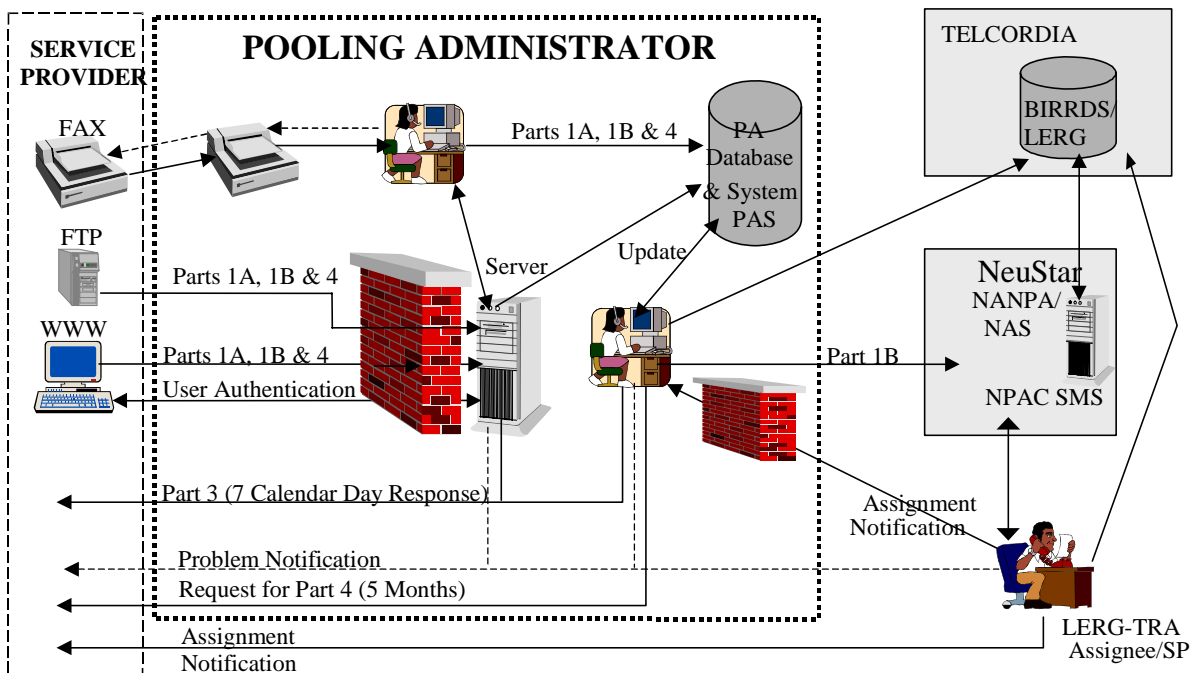 POOLING ADMINISTRATOR
SERVICE
PROVIDER
TELCORDIA
BIRRDS/
LERG
FAX
Parts 1A, 1B & 4
PA
Database
& System
PAS
FTP
Parts 1A, 1B & 4
Server
Update
NeuStar
NANPA/
NAS
NPAC SMS
WWW
Parts 1A, 1B & 4
User Authentication
Part 1B
Part 3 (7 Calendar Day Response)
Assignment
Notification
Problem Notification
Request for Part 4 (5 Months)
Assignment
Notification
LERG-TRA
Assignee/SP